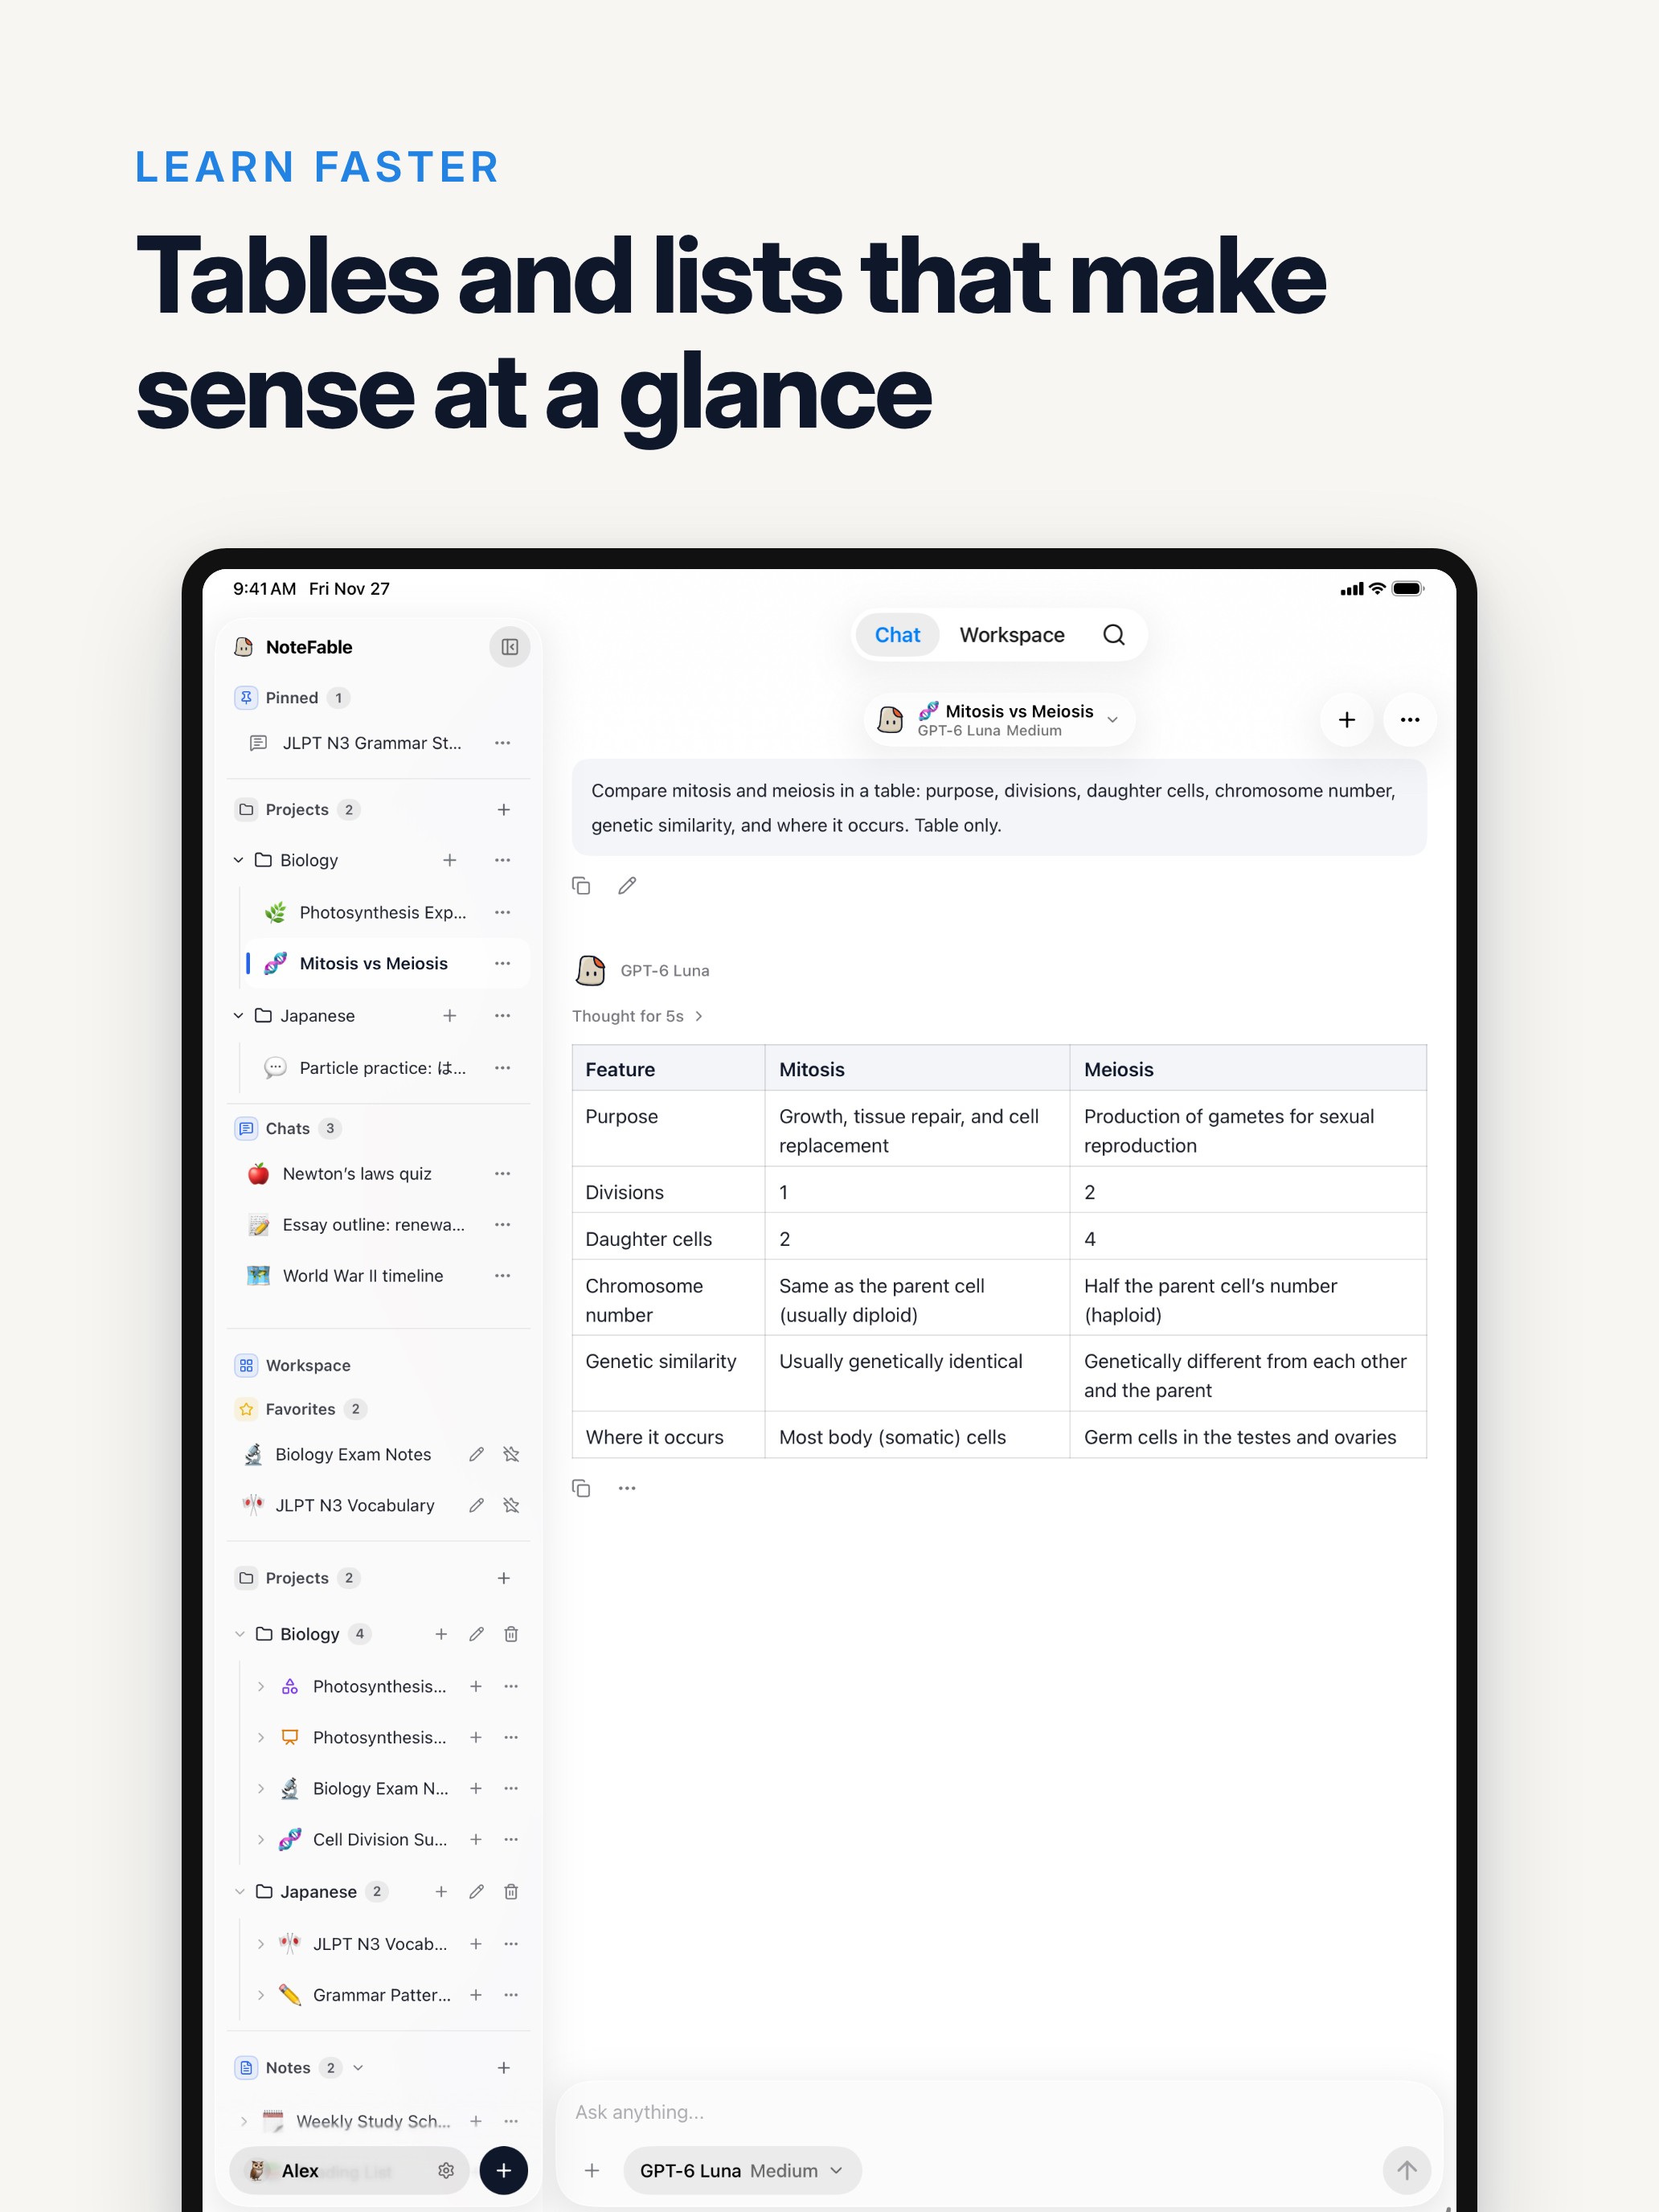 LEARN FASTER
Tables and lists that make
sense at a glance
9:41 AM Fri Nov 27
NoteFable
Pinned 1
JLPT N3 Grammar St...
Projects 2
Biology
Photosynthesis Exp...
Mitosis vs Meiosis
Japanese
Particle practice: は...
Chats 3
Newton's laws quiz
Essay outline: renewa...
World War II timeline
Workspace
Favorites 2
Biology Exam Notes
JLPT N3 Vocabulary
Projects 2
Biology 4
Photosynthesis...
Photosynthesis...
Biology Exam N...
Cell Division Su...
Japanese 2
JLPT N3 Vocab...
Grammar Patter...
Notes 2
Weekly Study Sch...
Alex
Chat Workspace
Mitosis vs Meiosis
GPT-6 Luna Medium
Compare mitosis and meiosis in a table: purpose, divisions, daughter cells, chromosome number,
genetic similarity, and where it occurs. Table only.
GPT-6 Luna
Thought for 5s
Feature Mitosis Meiosis
Purpose Growth, tissue repair, and cell replacement Production of gametes for sexual reproduction
Divisions 1 2
Daughter cells 2 4
Chromosome number Same as the parent cell (usually diploid) Half the parent cell's number (haploid)
Genetic similarity Usually genetically identical Genetically different from each other and the parent
Where it occurs Most body (somatic) cells Germ cells in the testes and ovaries
Ask anything...
GPT-6 Luna Medium